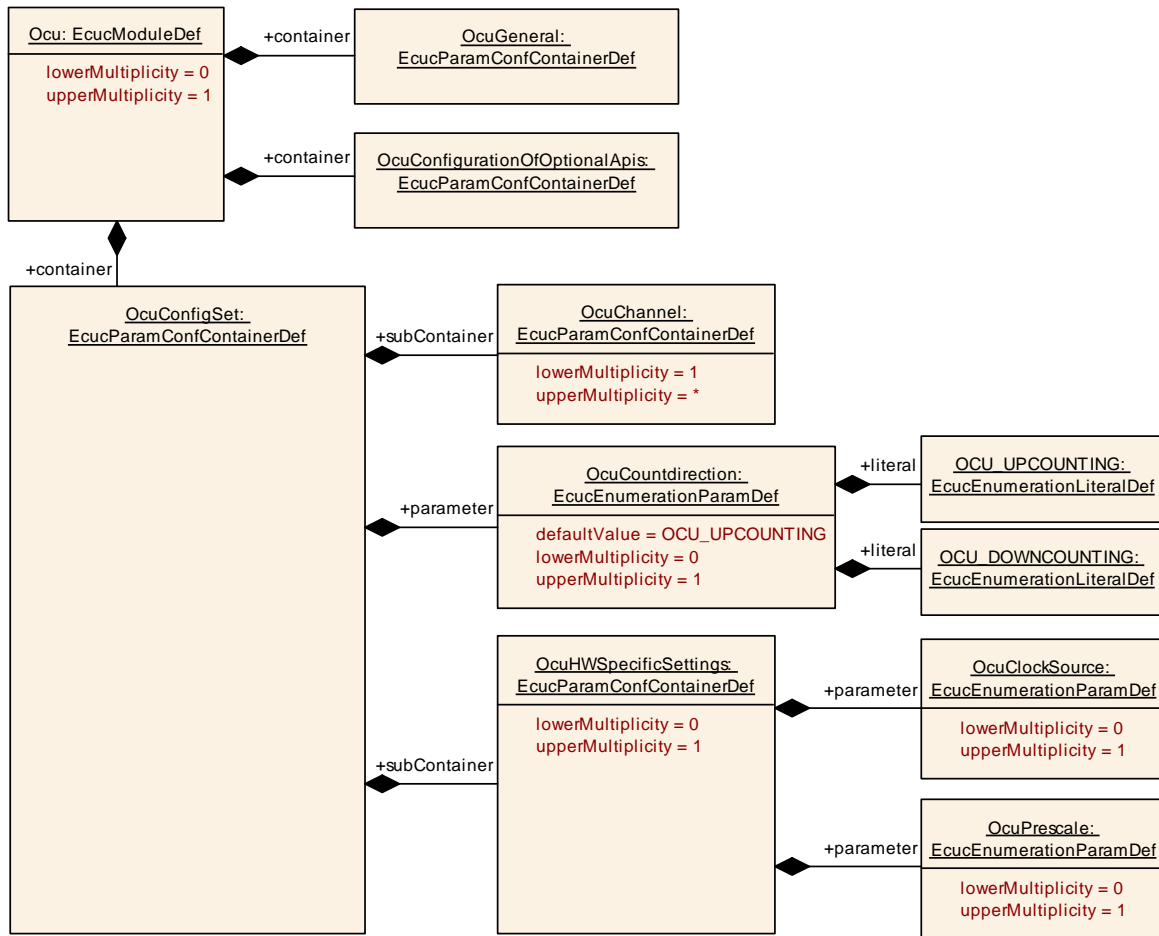 Ocu: EcucModuleDef
lowerMultiplicity = 0
upperMultiplicity = 1
+container
OcuGeneral:
EcucParamConfContainerDef
+container
OcuConfigurationOfOptionalApis:
EcucParamConfContainerDef
+container
OcuConfigSet:
EcucParamConfContainerDef
+subContainer
OcuChannel:
EcucParamConfContainerDef
lowerMultiplicity = 1
upperMultiplicity = *
+parameter
OcuCountdirection:
EcucEnumerationParamDef
defaultValue = OCU_UPCOUNTING
lowerMultiplicity = 0
upperMultiplicity = 1
+literal
OCU_UPCOUNTING:
EcucEnumerationLiteralDef
+literal
OCU_DOWNCOUNTING:
EcucEnumerationLiteralDef
+subContainer
OcuHWSpecificSettings:
EcucParamConfContainerDef
lowerMultiplicity = 0
upperMultiplicity = 1
+parameter
OcuClockSource:
EcucEnumerationParamDef
lowerMultiplicity = 0
upperMultiplicity = 1
+parameter
OcuPrescale:
EcucEnumerationParamDef
lowerMultiplicity = 0
upperMultiplicity = 1